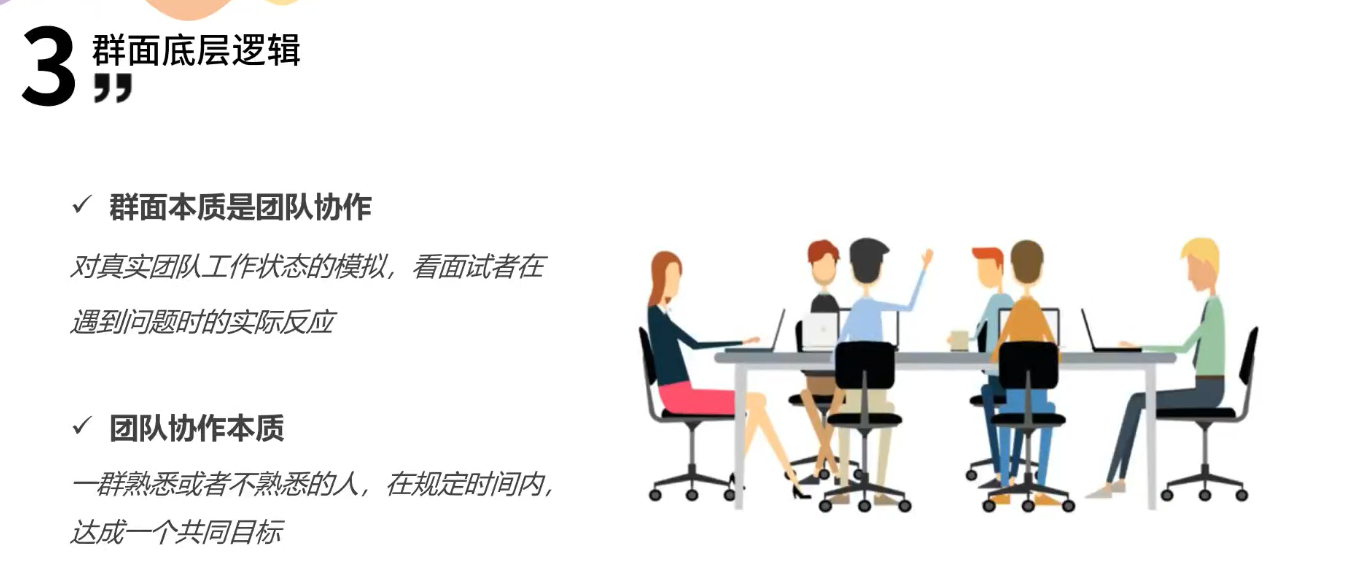 3 群面底层逻辑
”
群面本质是团队协作
对真实团队工作状态的模拟，看面试者在
遇到问题时的实际反应
团队协作本质
一群熟悉或者不熟悉的人，在规定时间内，
达成一个共同目标